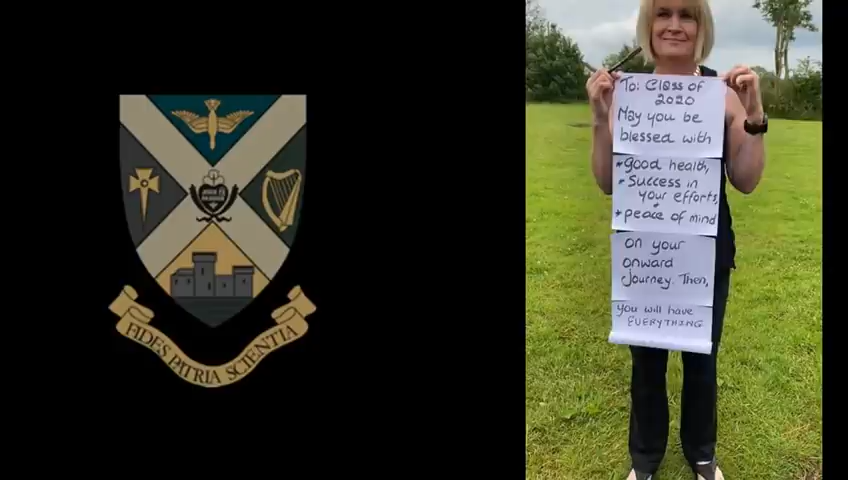 FIDES PATRIA SCIENTIA
To: Class of
2020
May you be
blessed with
* Good health,
* Success in
your efforts,
* peace of mind
on your
onward
journey. Then,
you will have
EVERYTHING